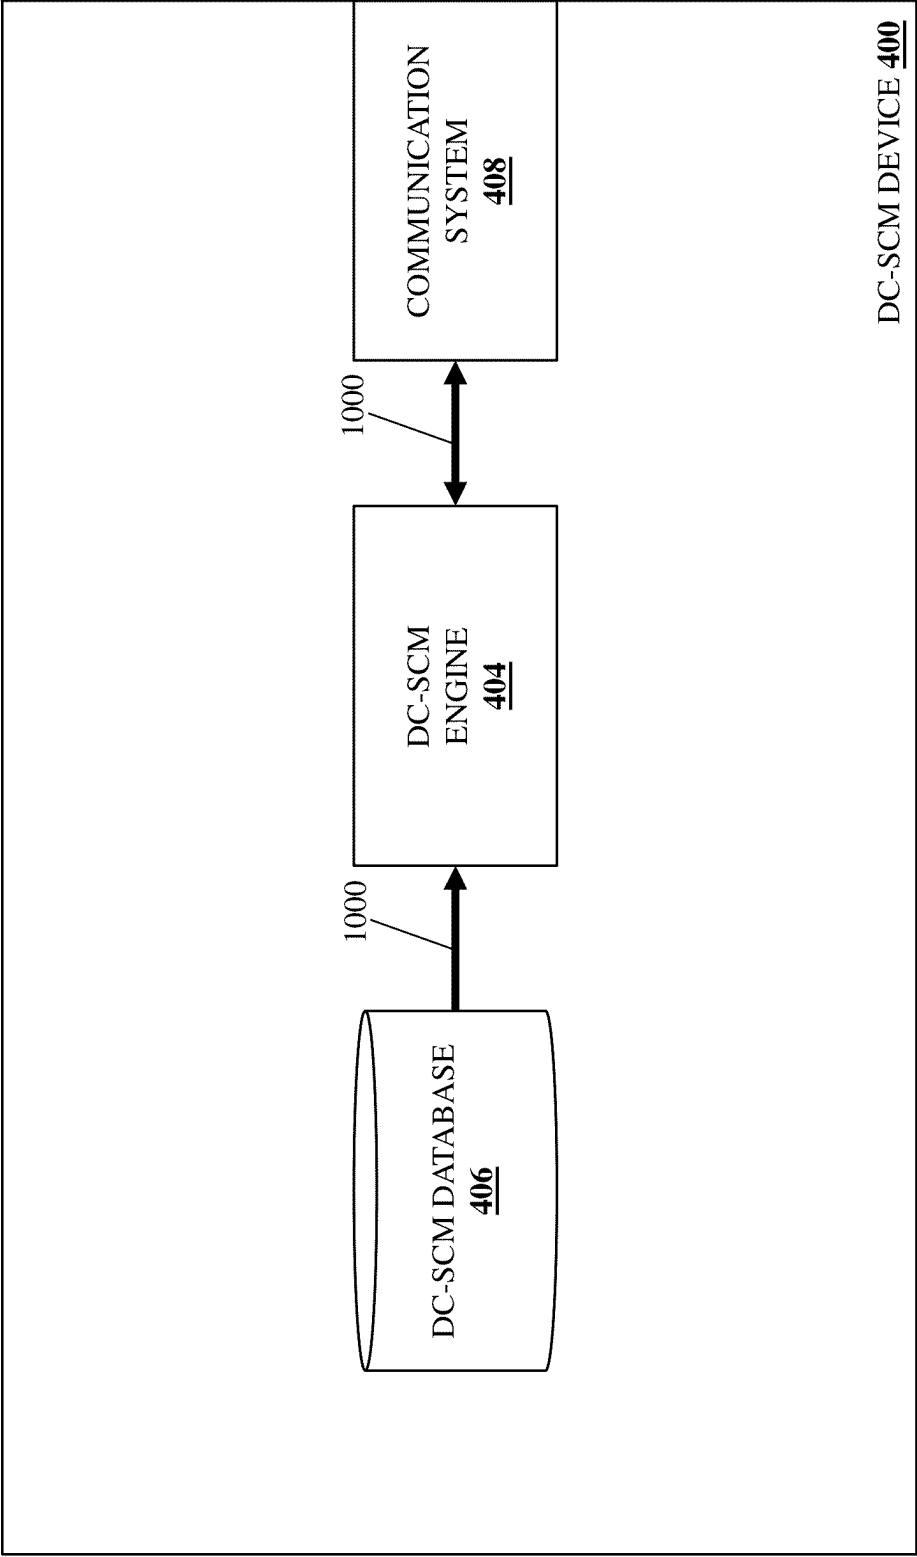 DC-SCM DATABASE
406
1000
DC-SCM
ENGINE
404
1000
COMMUNICATION
SYSTEM
408
DC-SCM DEVICE 400